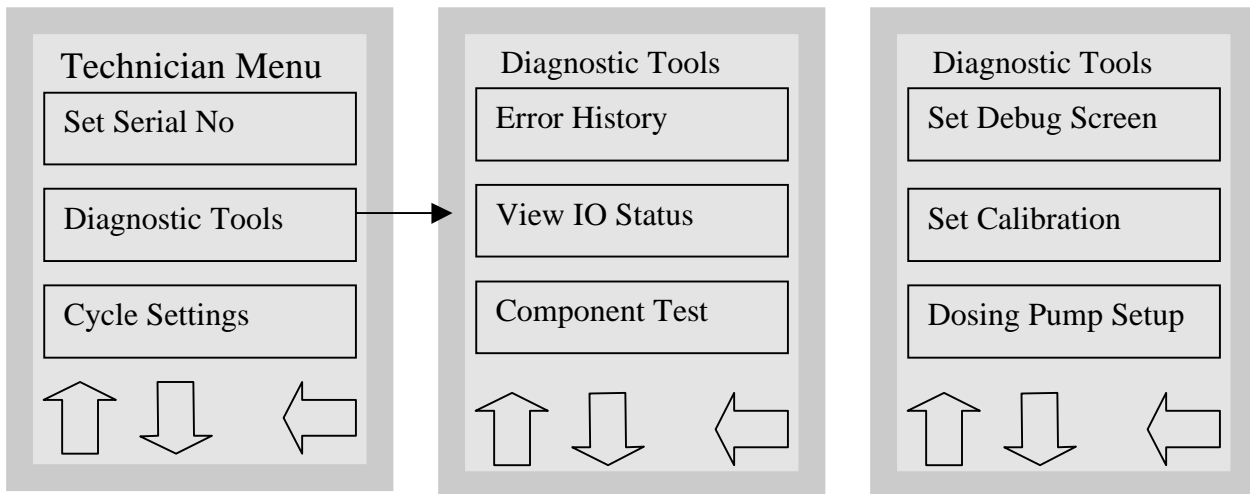 Technician Menu
Set Serial No
Diagnostic Tools
Cycle Settings
Diagnostic Tools
Error History
View IO Status
Component Test
Diagnostic Tools
Set Debug Screen
Set Calibration
Dosing Pump Setup